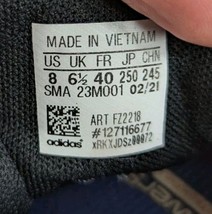 MADE IN VIETNAM
US UK FR JP CHN
8 6½ 40 250 245
SMA 23M001 02/21
ART FZ2218
#127116677
adidas